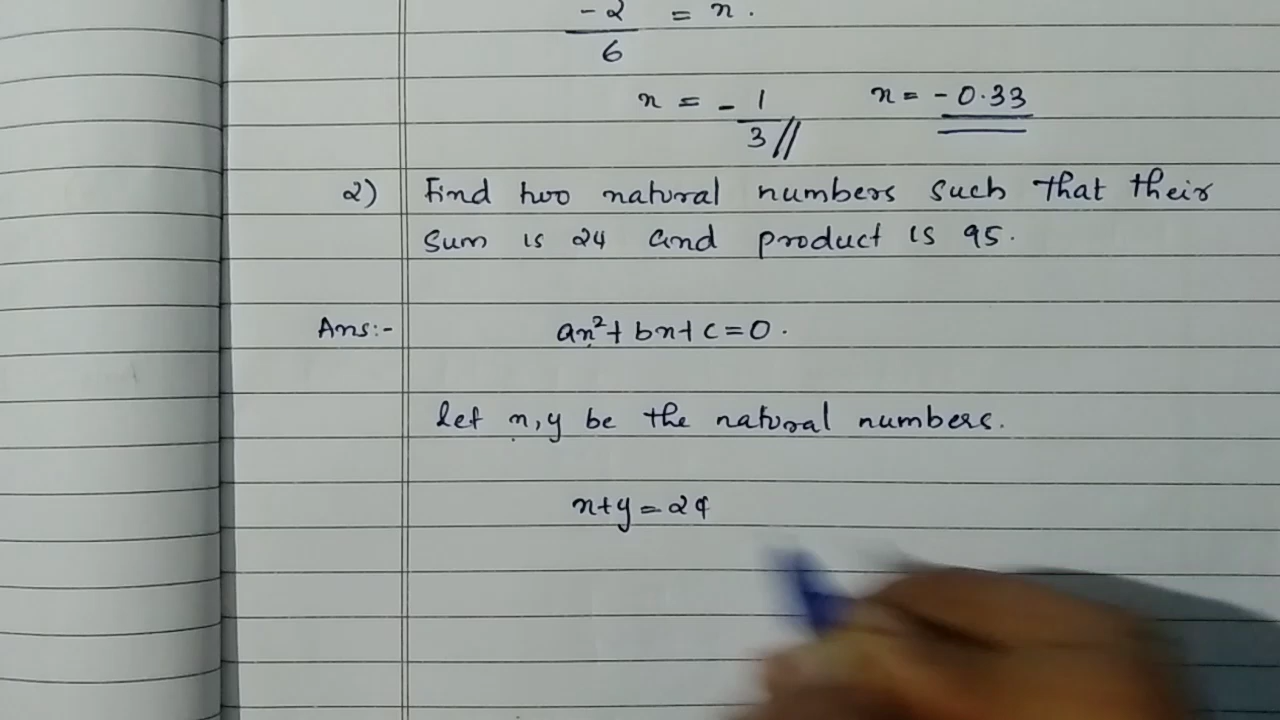 -2/6 = x.
x = -1/3 // x = -0.33
2) Find two natural numbers such that their
sum is 24 and product is 95.
Ans:- ax²+bx+c=0.
let x,y be the natural numbers.
x+y=24